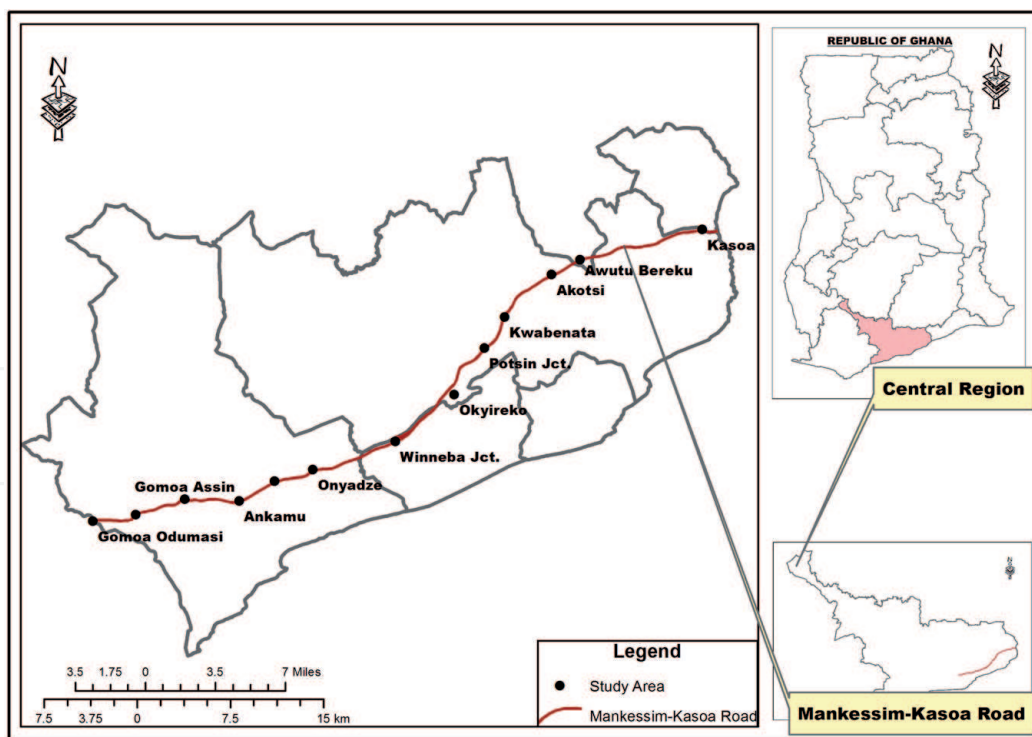 N
Kasoa
Awutu Bereku
Akotsi
Kwabenata
Potsin Jct.
Okyireko
Winneba Jct.
Onyadze
Gomoa Assin
Ankamu
Gomoa Odumasi
3.5 1.75 0 3.5 7 Miles
7.5 3.75 0 7.5 15 km
Legend
Study Area
Mankessim-Kasoa Road
REPUBLIC OF GHANA
N
Central Region
N
Mankessim-Kasoa Road